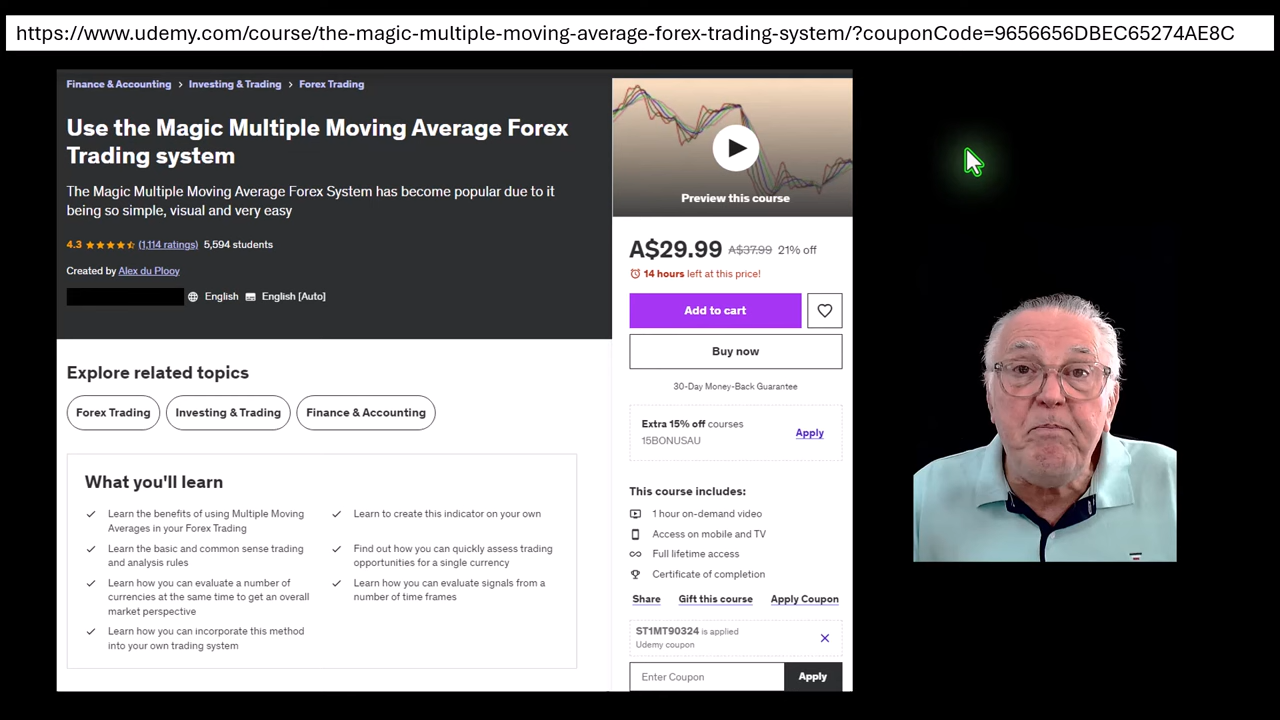 https://www.udemy.com/course/the-magic-multiple-moving-average-forex-trading-system/?couponCode=9656656DBEC65274AE8C
Finance & Accounting > Investing & Trading > Forex Trading
Use the Magic Multiple Moving Average Forex
Trading system
The Magic Multiple Moving Average Forex System has become popular due to it
being so simple, visual and very easy
4.3 (1,114 ratings) 5,594 students
Created by Alex du Plooy
English English [Auto]
Preview this course
A$29.99 A$37.99 21% off
14 hours left at this price!
Add to cart
Buy now
30-Day Money-Back Guarantee
Extra 15% off courses
15BONUSAU
Apply
This course includes:
1 hour on-demand video
Access on mobile and TV
Full lifetime access
Certificate of completion
Share Gift this course Apply Coupon
ST1MT90324 is applied
Udemy coupon
Enter Coupon Apply
Explore related topics
Forex Trading Investing & Trading Finance & Accounting
What you'll learn
Learn the benefits of using Multiple Moving
Averages in your Forex Trading
Learn to create this indicator on your own
Learn the basic and common sense trading
and analysis rules
Find out how you can quickly assess trading
opportunities for a single currency
Learn how you can evaluate a number of
currencies at the same time to get an overall
market perspective
Learn how you can evaluate signals from a
number of time frames
Learn how you can incorporate this method
into your own trading system